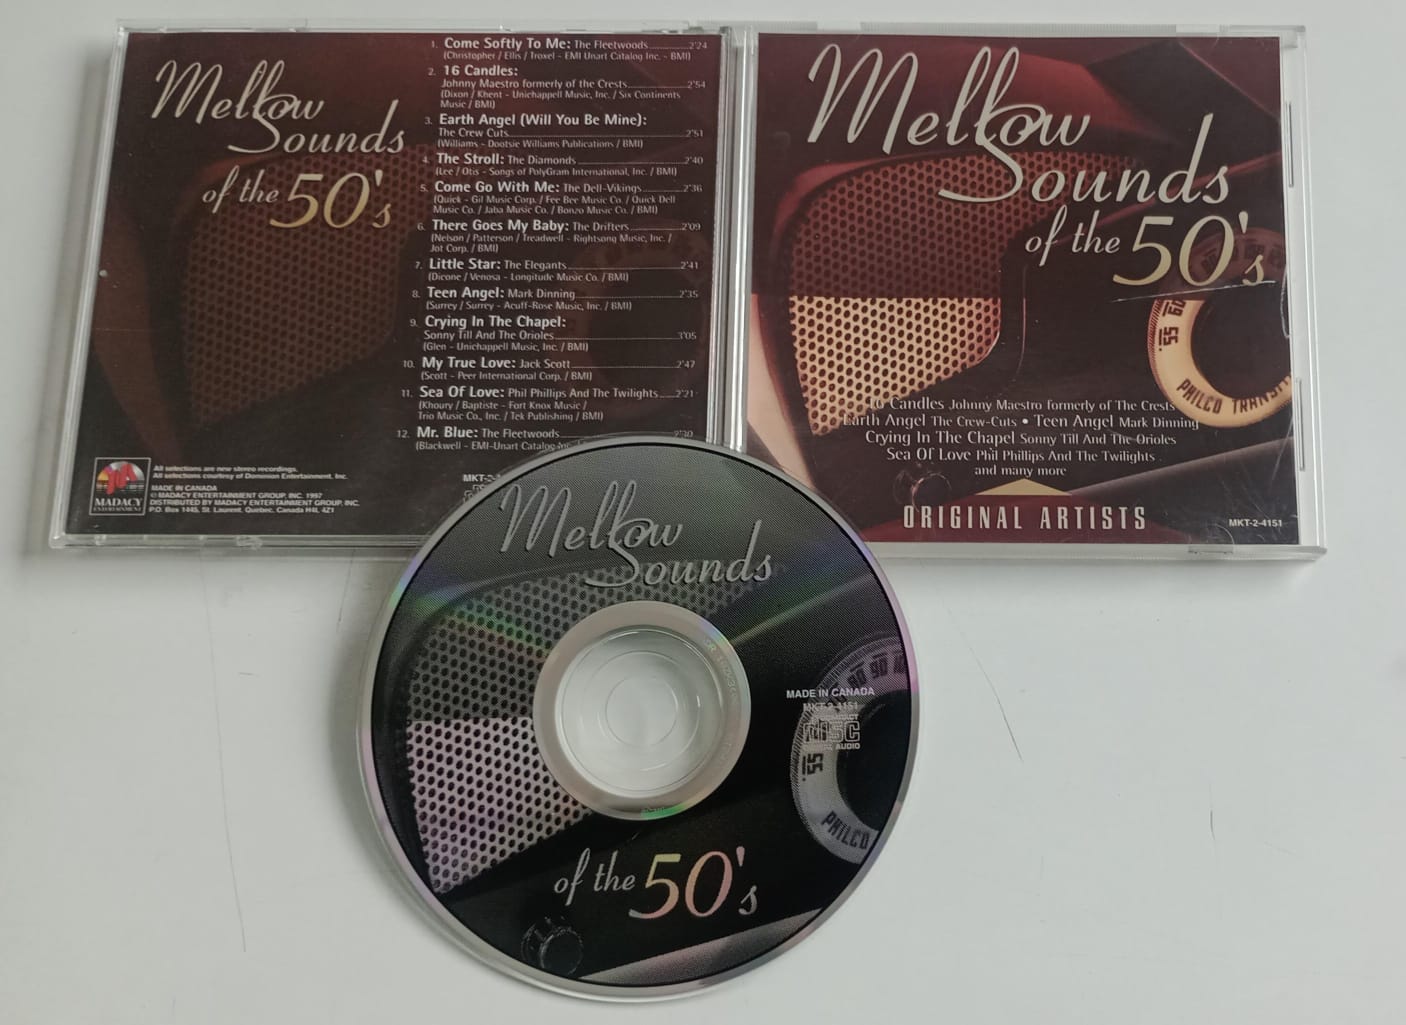 Mellow
Sounds
of the 50's
1. Come Softly To Me: The Fleetwoods 2'24
(Christopher / Ellis / Troxel - EMI Unart Catalog Inc. - BMI)
2. 16 Candles:
Johnny Maestro formerly of the Crests 2'54
(Dixon / Khent - Unichappell Music, Inc. / Six Continents
Music / BMI)
3. Earth Angel (Will You Be Mine):
The Crew Cuts 2'51
(Williams - Dootsie Williams Publications / BMI)
4. The Stroll: The Diamonds 2'40
(Lee / Otis - Songs of PolyGram International, Inc. / BMI)
5. Come Go With Me: The Dell-Vikings 2'36
(Quick - Gil Music Corp. / Fee Bee Music Co. / Quick Dell
Music Co. / Jaba Music Co. / Bonzo Music Co. / BMI)
6. There Goes My Baby: The Drifters 2'09
(Nelson / Patterson / Treadwell - Rightsong Music, Inc. /
Jot Corp. / BMI)
7. Little Star: The Elegants 2'41
(Dicone / Venosa - Longitude Music Co. / BMI)
8. Teen Angel: Mark Dinning 2'35
(Surrey / Surrey - Acuff-Rose Music, Inc. / BMI)
9. Crying In The Chapel:
Sonny Till And The Orioles 3'05
(Glen - Unichappell Music, Inc. / BMI)
10. My True Love: Jack Scott 2'47
(Scott - Peer International Corp. / BMI)
11. Sea Of Love: Phil Phillips And The Twilights 2'21
(Khoury / Baptiste - Fort Knox Music /
Trio Music Co., Inc. / Tek Publishing / BMI)
12. Mr. Blue: The Fleetwoods 2'30
(Blackwell - EMI-Unart Catalog
MADACY
ENTERTAINMENT
All selections are new stereo recordings.
All selections courtesy of Dominion Entertainment, Inc.
MADE IN CANADA
© MADACY ENTERTAINMENT GROUP, INC. 1997
DISTRIBUTED BY MADACY ENTERTAINMENT GROUP, INC.
P.O. Box 1445, St. Laurent, Quebec, Canada H4L 4Z1
MKT-2-
Mellow
Sounds
of the 50's
55
PHILCO TRANS
16 Candles Johnny Maestro formerly of The Crests
Earth Angel The Crew-Cuts • Teen Angel Mark Dinning
Crying In The Chapel Sonny Till And The Orioles
Sea Of Love Phil Phillips And The Twilights
and many more
ORIGINAL ARTISTS
MKT-2-4151
Mellow
Sounds
MADE IN CANADA
MKT-2-4151
COMPACT
DISC
DIGITAL AUDIO
90
55
PHILCO
of the 50's